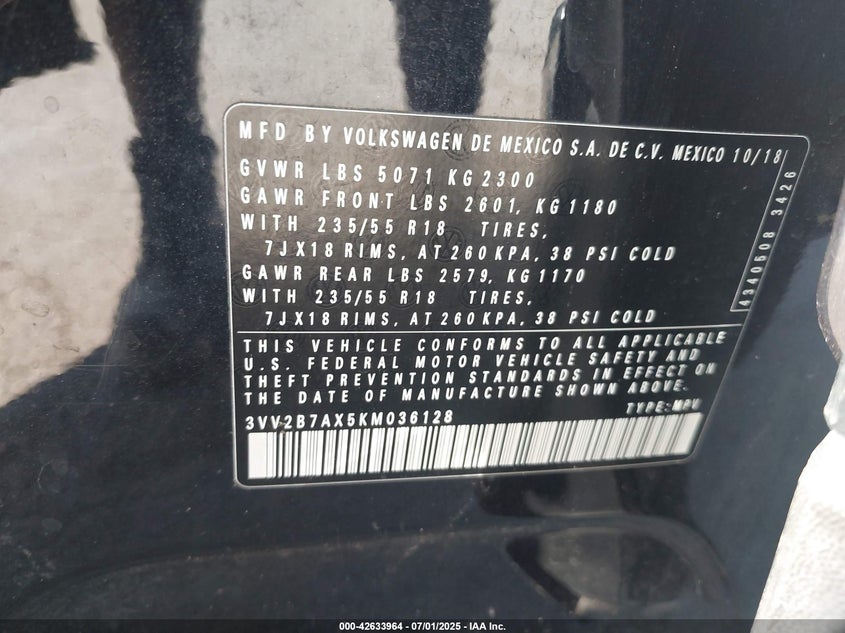 MFD BY VOLKSWAGEN DE MEXICO S.A. DE C.V. MEXICO 10/18
GVWR LBS 5071 KG 2300
GAWR FRONT LBS 2601, KG 1180
WITH 235/55 R18 TIRES,
7JX18 RIMS, AT 260 KPA, 38 PSI COLD
GAWR REAR LBS 2579, KG 1170
WITH 235/55 R18 TIRES,
7JX18 RIMS, AT 260 KPA, 38 PSI COLD
4340508 3426
THIS VEHICLE CONFORMS TO ALL APPLICABLE
U.S. FEDERAL MOTOR VEHICLE SAFETY AND
THEFT PREVENTION STANDARDS IN EFFECT ON
THE DATE OF MANUFACTURE SHOWN ABOVE.
3VV2B7AX5KM036128 TYPE:MPV
000-42633964 / 07/01/2025 - IAA Inc.